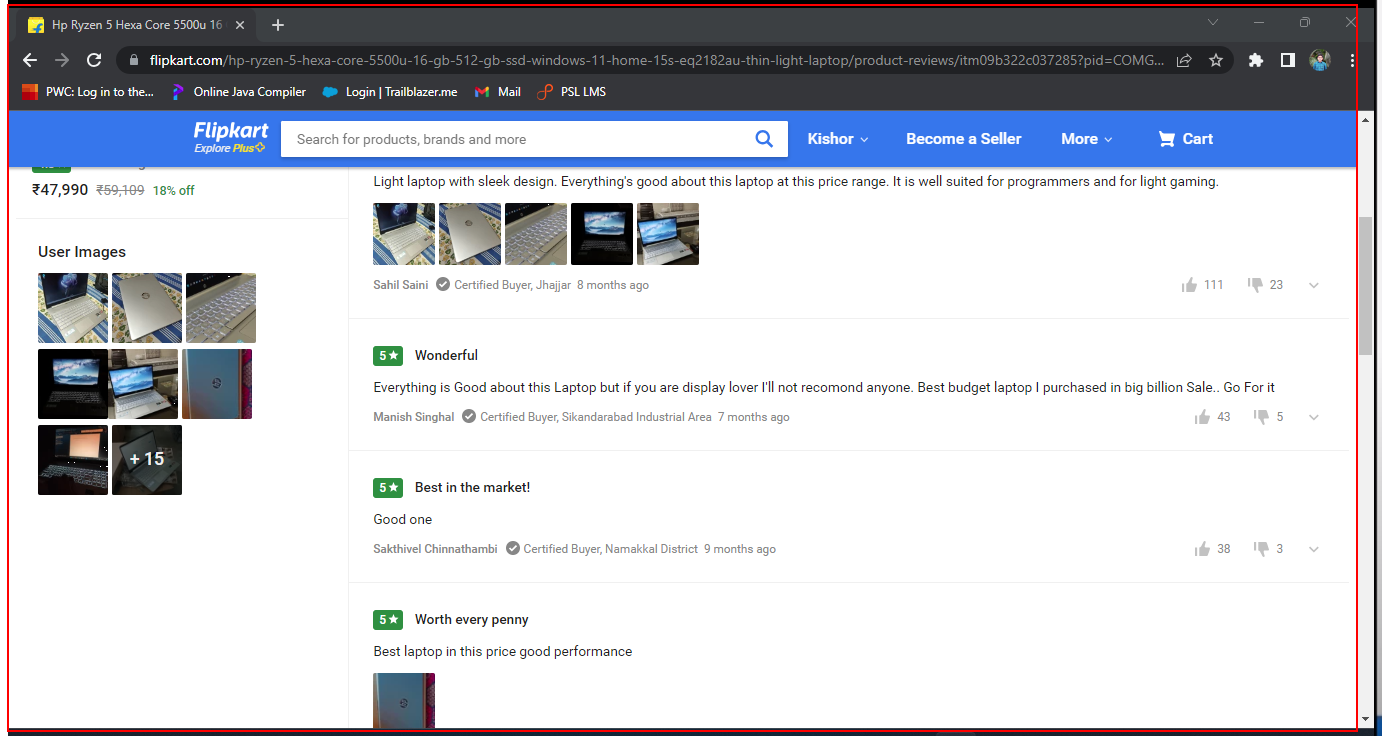 Hp Ryzen 5 Hexa Core 5500u 16
flipkart.com/hp-ryzen-5-hexa-core-5500u-16-gb-512-gb-ssd-windows-11-home-15s-eq2182au-thin-light-laptop/product-reviews/itm09b322c037285?pid=COMG...
PWC: Log in to the... Online Java Compiler Login | Trailblazer.me Mail PSL LMS
Flipkart
Explore Plus
Search for products, brands and more
Kishor Become a Seller More Cart
₹47,990 ₹59,109 18% off
User Images
+ 15
Light laptop with sleek design. Everything's good about this laptop at this price range. It is well suited for programmers and for light gaming.
Sahil Saini Certified Buyer, Jhajjar 8 months ago 111 23
5★ Wonderful
Everything is Good about this Laptop but if you are display lover I'll not recomond anyone. Best budget laptop I purchased in big billion Sale.. Go For it
Manish Singhal Certified Buyer, Sikandarabad Industrial Area 7 months ago 43 5
5★ Best in the market!
Good one
Sakthivel Chinnathambi Certified Buyer, Namakkal District 9 months ago 38 3
5★ Worth every penny
Best laptop in this price good performance